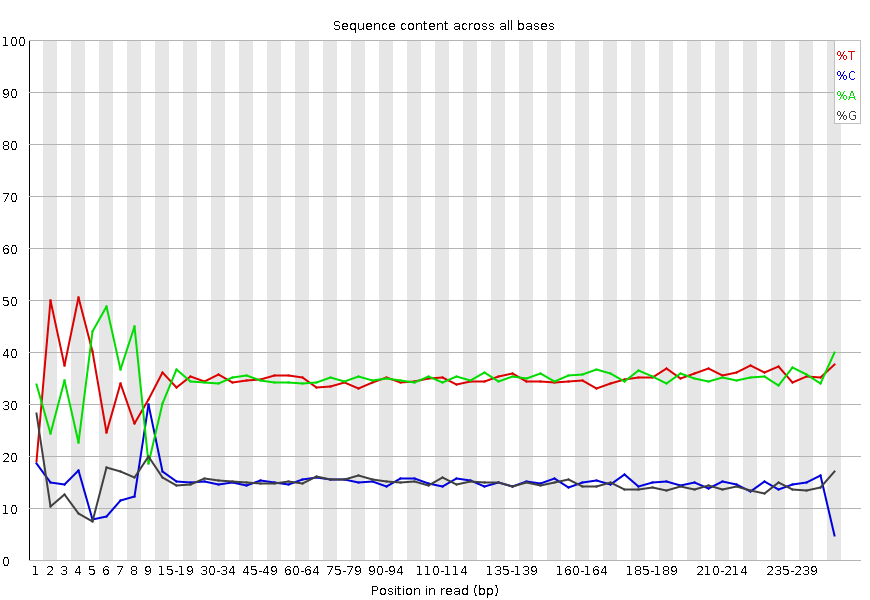 Sequence content across all bases
100
90
80
70
60
50
40
30
20
10
0
%T
%C
%A
%G
1 2 3 4 5 6 7 8 9 15-19 30-34 45-49 60-64 75-79 90-94 110-114 135-139 160-164 185-189 210-214 235-239
Position in read (bp)